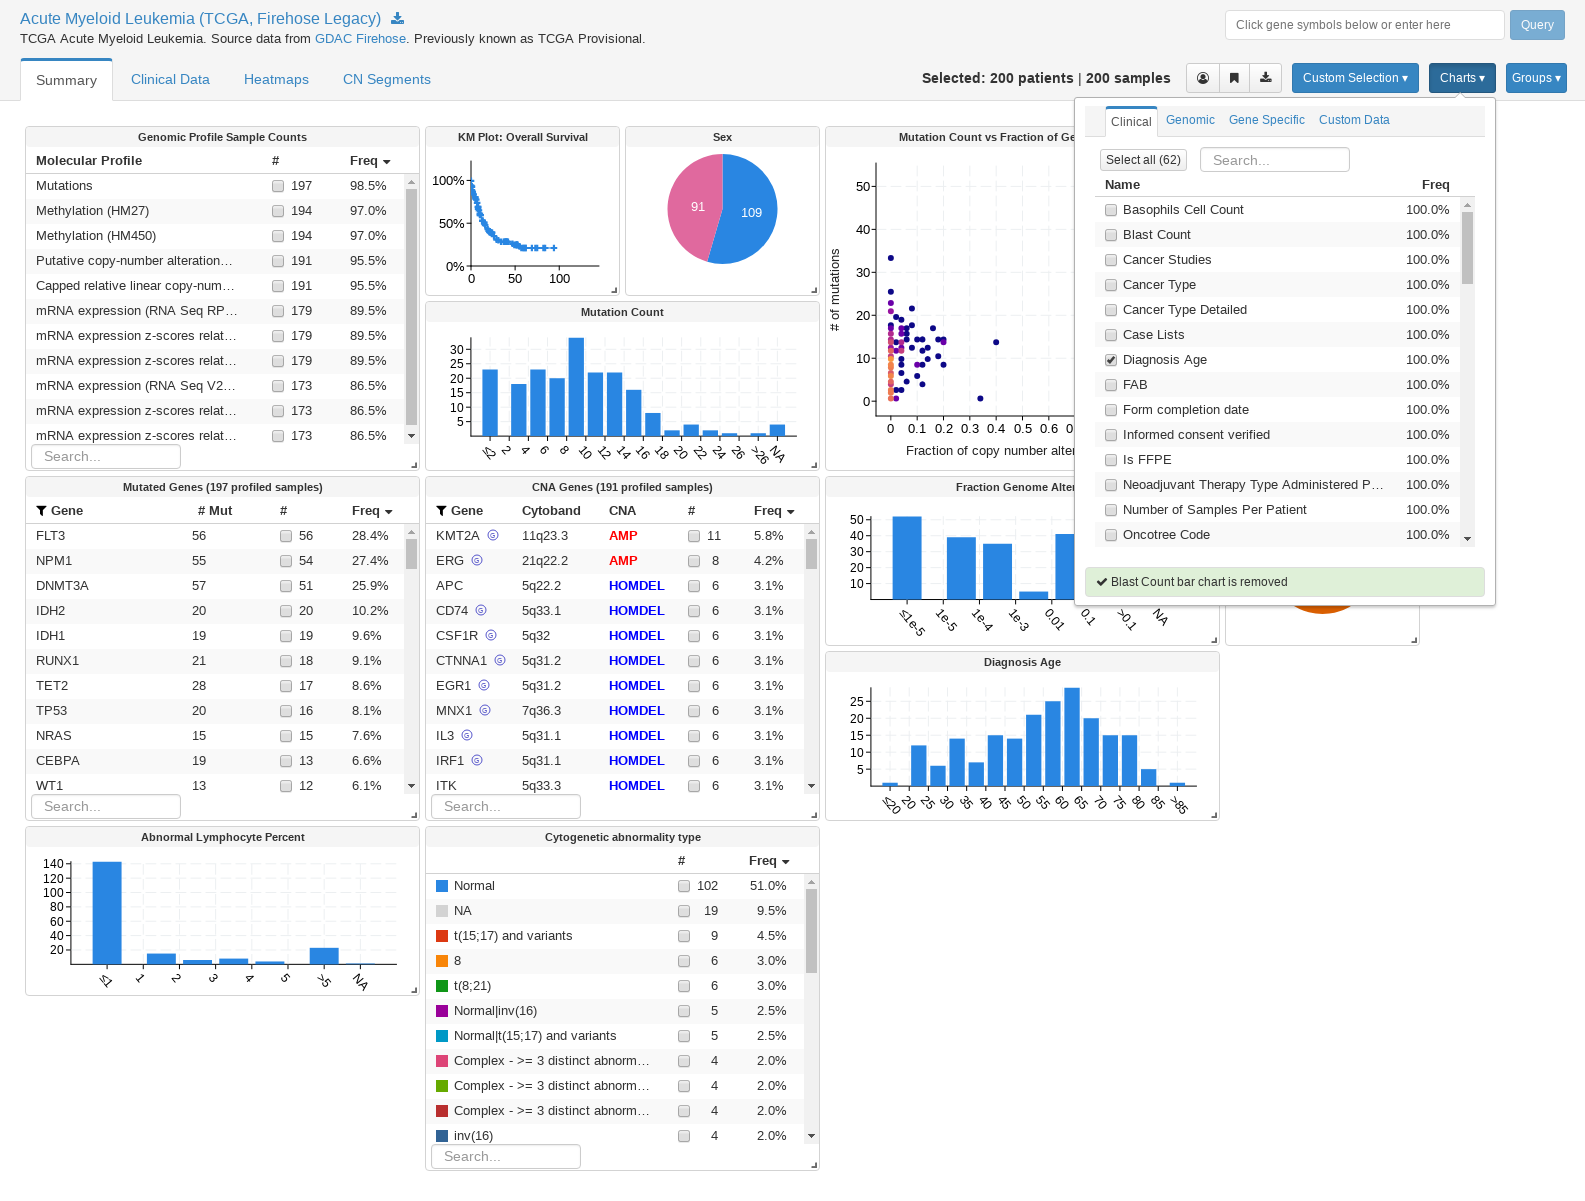 Acute Myeloid Leukemia (TCGA, Firehose Legacy)
TCGA Acute Myeloid Leukemia. Source data from GDAC Firehose. Previously known as TCGA Provisional.
Click gene symbols below or enter here
Query
Summary
Clinical Data
Heatmaps
CN Segments
Selected: 200 patients | 200 samples
Custom Selection ▾
Charts ▾
Groups ▾
Clinical
Genomic
Gene Specific
Custom Data
Select all (62)
Search...
Name Freq
Basophils Cell Count 100.0%
Blast Count 100.0%
Cancer Studies 100.0%
Cancer Type 100.0%
Cancer Type Detailed 100.0%
Case Lists 100.0%
Diagnosis Age 100.0%
FAB 100.0%
Form completion date 100.0%
Informed consent verified 100.0%
Is FFPE 100.0%
Neoadjuvant Therapy Type Administered P... 100.0%
Number of Samples Per Patient 100.0%
Oncotree Code 100.0%
Blast Count bar chart is removed
Genomic Profile Sample Counts
Molecular Profile # Freq
Mutations 197 98.5%
Methylation (HM27) 194 97.0%
Methylation (HM450) 194 97.0%
Putative copy-number alteration... 191 95.5%
Capped relative linear copy-num... 191 95.5%
mRNA expression (RNA Seq RP... 179 89.5%
mRNA expression z-scores relat... 179 89.5%
mRNA expression z-scores relat... 179 89.5%
mRNA expression (RNA Seq V2... 173 86.5%
mRNA expression z-scores relat... 173 86.5%
mRNA expression z-scores relat... 173 86.5%
Search...
KM Plot: Overall Survival
100%
50%
0%
0 50 100
Sex
91
109
Mutation Count
30
25
20
15
10
5
≤2 2 4 6 8 10 12 14 16 18 20 22 24 26 >26 NA
Mutation Count vs Fraction of Ge
# of mutations
50
40
30
20
10
0
0 0.1 0.2 0.3 0.4 0.5 0.6 0
Fraction of copy number alter
Mutated Genes (197 profiled samples)
Gene # Mut # Freq
FLT3 56 56 28.4%
NPM1 55 54 27.4%
DNMT3A 57 51 25.9%
IDH2 20 20 10.2%
IDH1 19 19 9.6%
RUNX1 21 18 9.1%
TET2 28 17 8.6%
TP53 20 16 8.1%
NRAS 15 15 7.6%
CEBPA 19 13 6.6%
WT1 13 12 6.1%
Search...
CNA Genes (191 profiled samples)
Gene Cytoband CNA # Freq
KMT2A G 11q23.3 AMP 11 5.8%
ERG G 21q22.2 AMP 8 4.2%
APC 5q22.2 HOMDEL 6 3.1%
CD74 G 5q33.1 HOMDEL 6 3.1%
CSF1R G 5q32 HOMDEL 6 3.1%
CTNNA1 G 5q31.2 HOMDEL 6 3.1%
EGR1 G 5q31.2 HOMDEL 6 3.1%
MNX1 G 7q36.3 HOMDEL 6 3.1%
IL3 G 5q31.1 HOMDEL 6 3.1%
IRF1 G 5q31.1 HOMDEL 6 3.1%
ITK 5q33.3 HOMDEL 6 3.1%
Search...
Fraction Genome Alter
50
40
30
20
10
≤1e-5 1e-5 1e-4 1e-3 0.01 0.1 >0.1 NA
Diagnosis Age
25
20
15
10
5
≤20 20 25 30 35 40 45 50 55 60 65 70 75 80 85 >85
Abnormal Lymphocyte Percent
140
120
100
80
60
40
20
≤1 1 2 3 4 5 >5 NA
Cytogenetic abnormality type
# Freq
Normal 102 51.0%
NA 19 9.5%
t(15;17) and variants 9 4.5%
8 6 3.0%
t(8;21) 6 3.0%
Normal|inv(16) 5 2.5%
Normal|t(15;17) and variants 5 2.5%
Complex - >= 3 distinct abnorm... 4 2.0%
Complex - >= 3 distinct abnorm... 4 2.0%
Complex - >= 3 distinct abnorm... 4 2.0%
inv(16) 4 2.0%
Search...